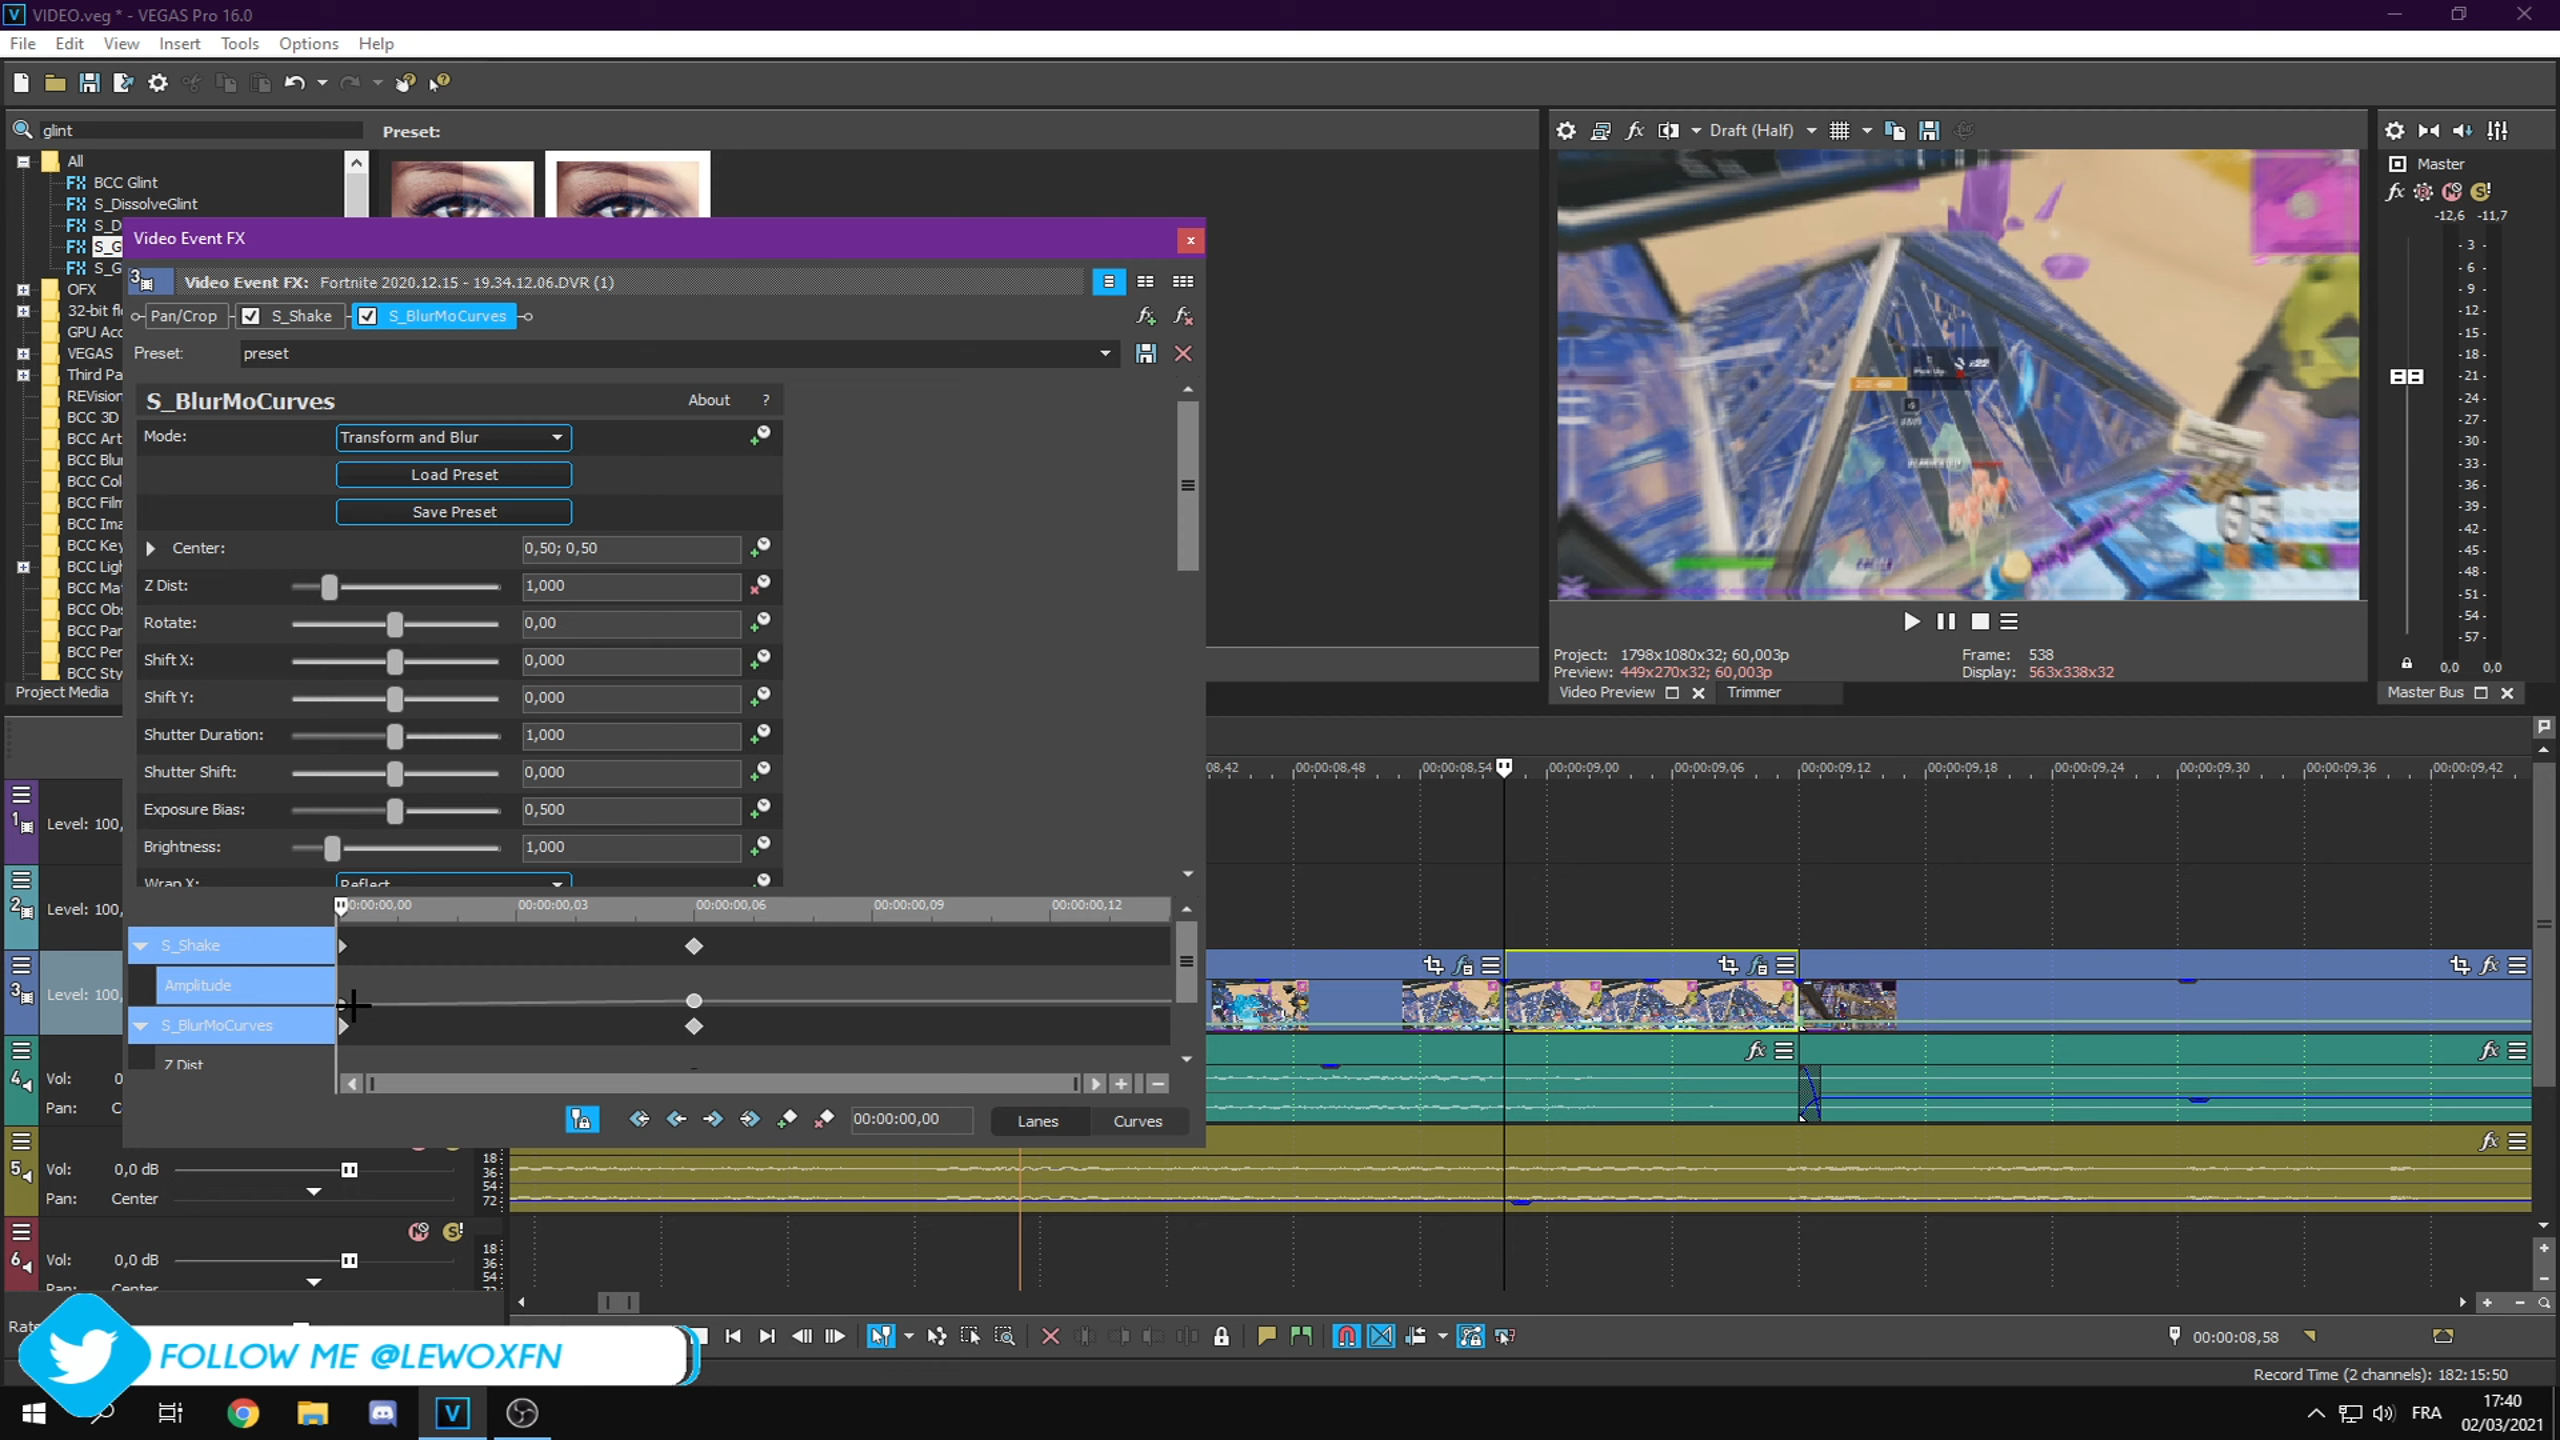 VIDEO.veg * - VEGAS Pro 16.0
File Edit View Insert Tools Options Help
glint
Preset:
All
BCC Glint
S_DissolveGlint
S_D
S_G
S_G
OFX
32-bit fl
GPU Acc
VEGAS
Third Pa
REVision
BCC 3D
BCC Art
BCC Blu
BCC Col
BCC Film
BCC Ima
BCC Key
BCC Ligh
BCC Mat
BCC Obs
BCC Par
BCC Per
BCC Sty
Project Media
Video Event FX
Video Event FX: Fortnite 2020.12.15 - 19.34.12.06.DVR (1)
Pan/Crop S_Shake S_BlurMoCurves
Preset: preset
S_BlurMoCurves About ?
Mode: Transform and Blur
Load Preset
Save Preset
Center: 0,50; 0,50
Z Dist: 1,000
Rotate: 0,00
Shift X: 0,000
Shift Y: 0,000
Shutter Duration: 1,000
Shutter Shift: 0,000
Exposure Bias: 0,500
Brightness: 1,000
Wrap X: Reflect
00:00:00,00 00:00:00,03 00:00:00,06 00:00:00,09 00:00:00,12
S_Shake
Amplitude
S_BlurMoCurves
Z Dist
00:00:00,00 Lanes Curves
Draft (Half)
Project: 1798x1080x32; 60,003p Frame: 538
Preview: 449x270x32; 60,003p Display: 563x338x32
Video Preview Trimmer
Master
-12,6 -11,7
- 3 -
- 6 -
- 9 -
- 12 -
- 15 -
- 18 -
- 21 -
- 24 -
- 27 -
- 30 -
- 33 -
- 36 -
- 39 -
- 42 -
- 45 -
- 48 -
- 51 -
- 54 -
- 57 -
0,0 0,0
Master Bus
08,42 00:00:08,48 00:00:08,54 00:00:09,00 00:00:09,06 00:00:09,12 00:00:09,18 00:00:09,24 00:00:09,30 00:00:09,36 00:00:09,42
1 Level: 100,
2 Level: 100,
3 Level: 100,
4 Vol: 0
Pan: C
5 Vol: 0,0 dB
Pan: Center
18
36
54
72
6 Vol: 0,0 dB
Pan: Center
18
36
54
Rate
FOLLOW ME @LEWOXFN
00:00:08,58
Record Time (2 channels): 182:15:50
FRA
17:40
02/03/2021